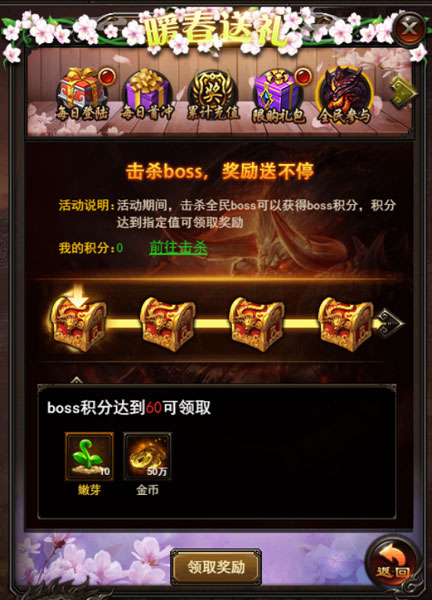 暖春送礼
每日登陆
每日首冲
奖
累计充值
限购礼包
全民参与
击杀boss，奖励送不停
活动说明:活动期间，击杀全民boss可以获得boss积分，积分
达到指定值可领取奖励
我的积分:0 前往击杀
boss积分达到60可领取
10 50万
嫩芽 金币
领取奖励
返回